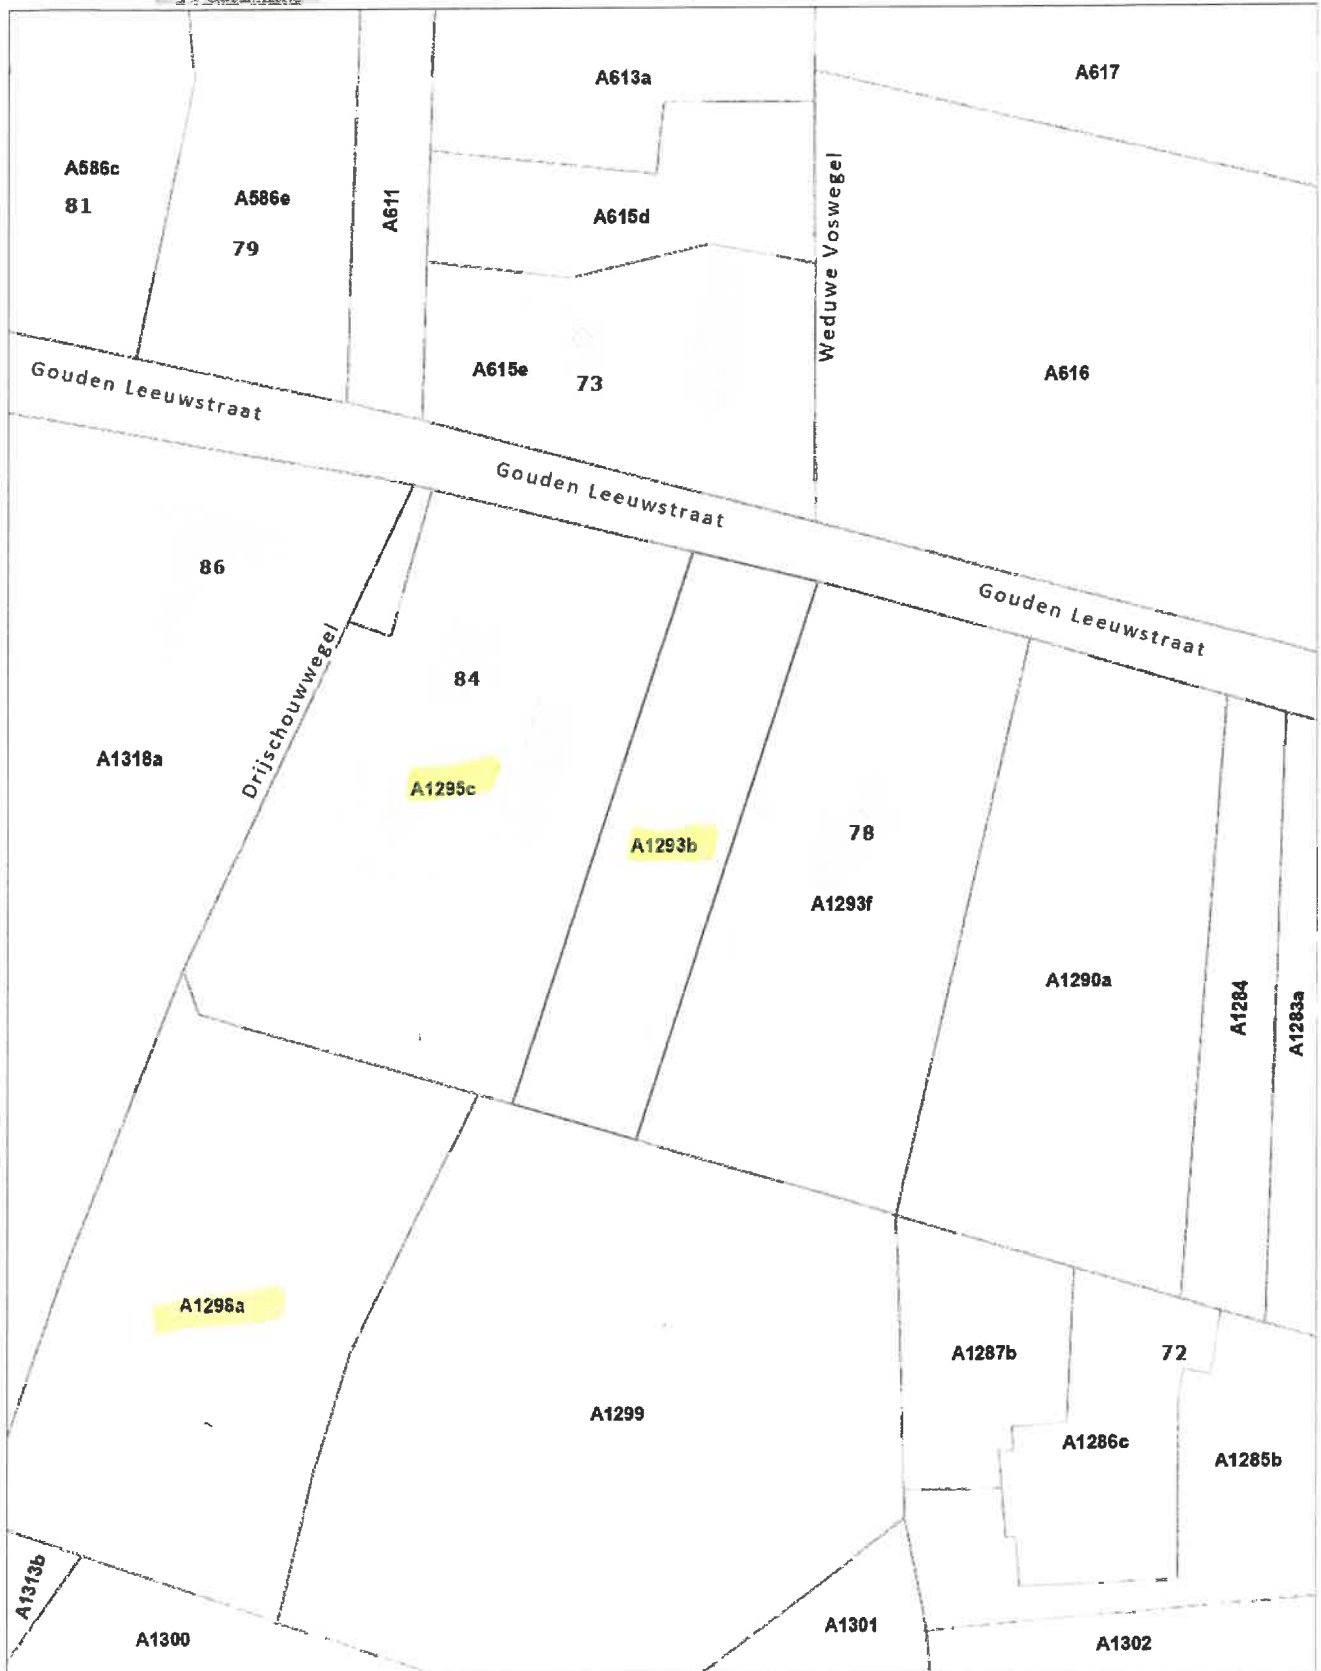 A613a
A617
A586c
81
A586e
79
A611
A615d
Weduwe Voswegel
A615e
73
A616
Gouden Leeuwstraat
Gouden Leeuwstraat
Gouden Leeuwstraat
86
84
Drijschouwwegel
A1318a
A1295c
A1293b
78
A1293f
A1290a
A1284
A1283a
A1298a
A1287b
72
A1299
A1286c
A1285b
A1313b
A1300
A1301
A1302